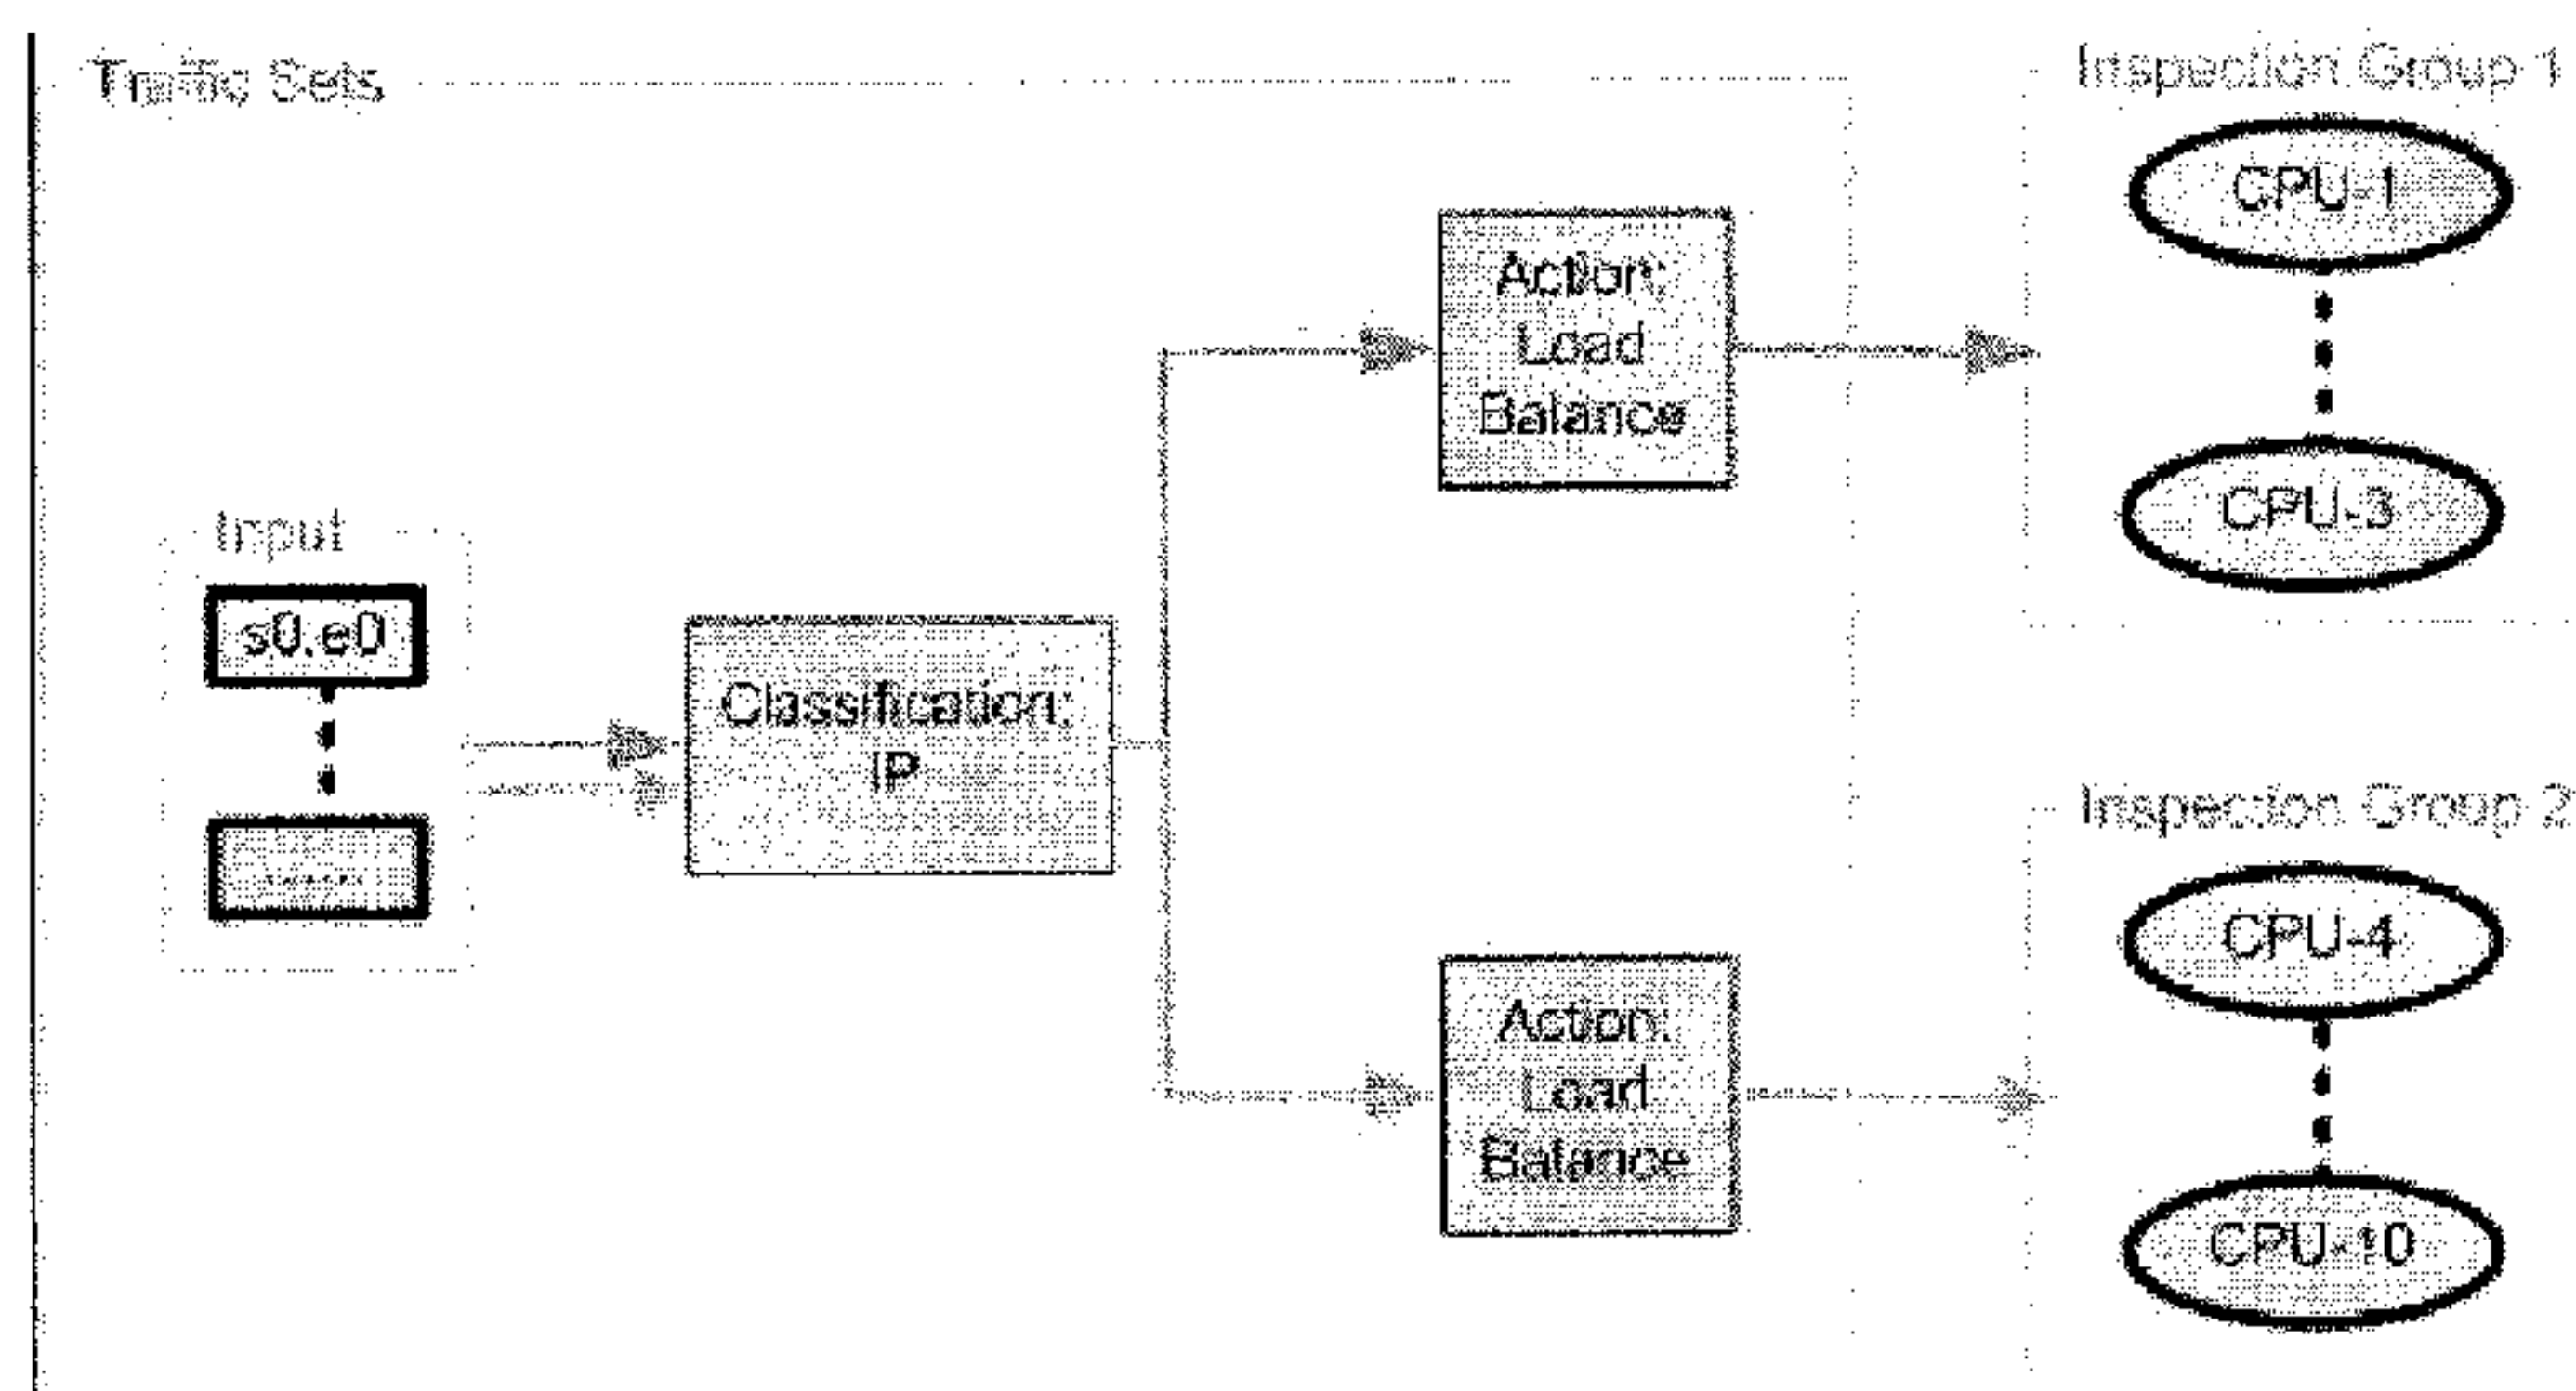 Traffic Sets
Inspection Group 1
CPU-1
Action:
Load
Balance
CPU-3
Input
s0.e0
Classification:
IP
Inspection Group 2
CPU-4
Action:
Load
Balance
CPU-10